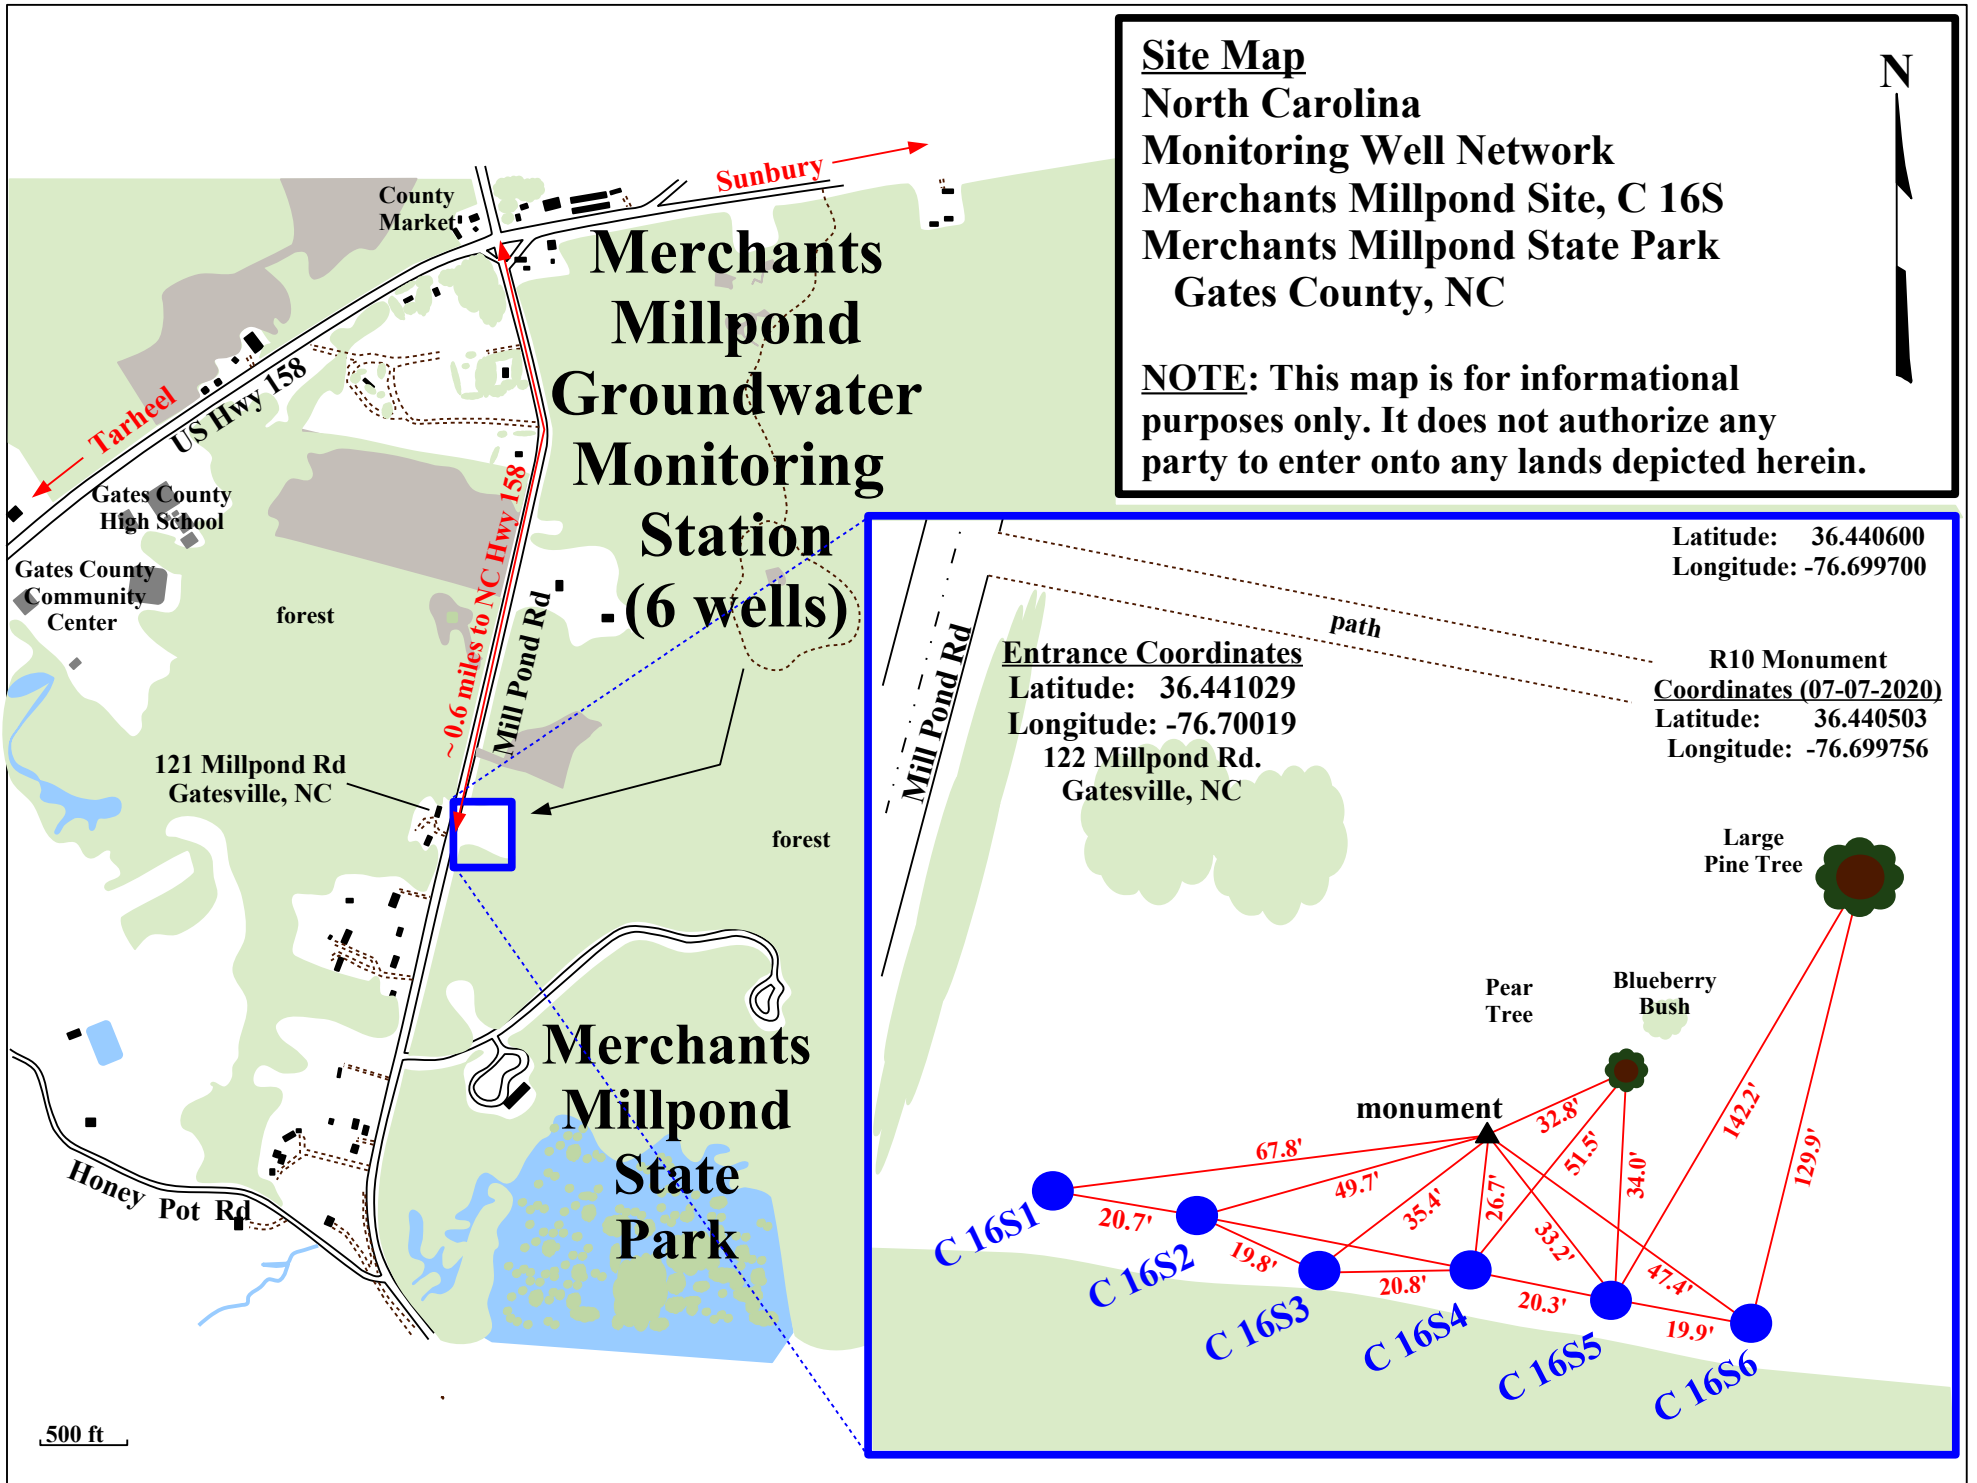 Site Map
North Carolina
Monitoring Well Network
Merchants Millpond Site, C 16S
Merchants Millpond State Park
Gates County, NC
NOTE: This map is for informational
purposes only. It does not authorize any
party to enter onto any lands depicted herein.
N
Sunbury
County
Market
Merchants
Millpond
Groundwater
Monitoring
Station
(6 wells)
Tarheel
US Hwy 158
Gates County
High School
Gates County
Community
Center
forest
~ 0.6 miles to NC Hwy 158
Mill Pond Rd
121 Millpond Rd
Gatesville, NC
forest
Merchants
Millpond
State
Park
Honey Pot Rd
500 ft
Latitude: 36.440600
Longitude: -76.699700
path
Mill Pond Rd
Entrance Coordinates
Latitude: 36.441029
Longitude: -76.70019
122 Millpond Rd.
Gatesville, NC
R10 Monument
Coordinates (07-07-2020)
Latitude: 36.440503
Longitude: -76.699756
Large
Pine Tree
Pear
Tree
Blueberry
Bush
monument
32.8'
67.8'
49.7'
35.4'
26.7'
51.5'
34.0'
33.2'
47.4'
142.2'
129.9'
20.7'
19.8'
20.8'
20.3'
19.9'
C 16S1
C 16S2
C 16S3
C 16S4
C 16S5
C 16S6